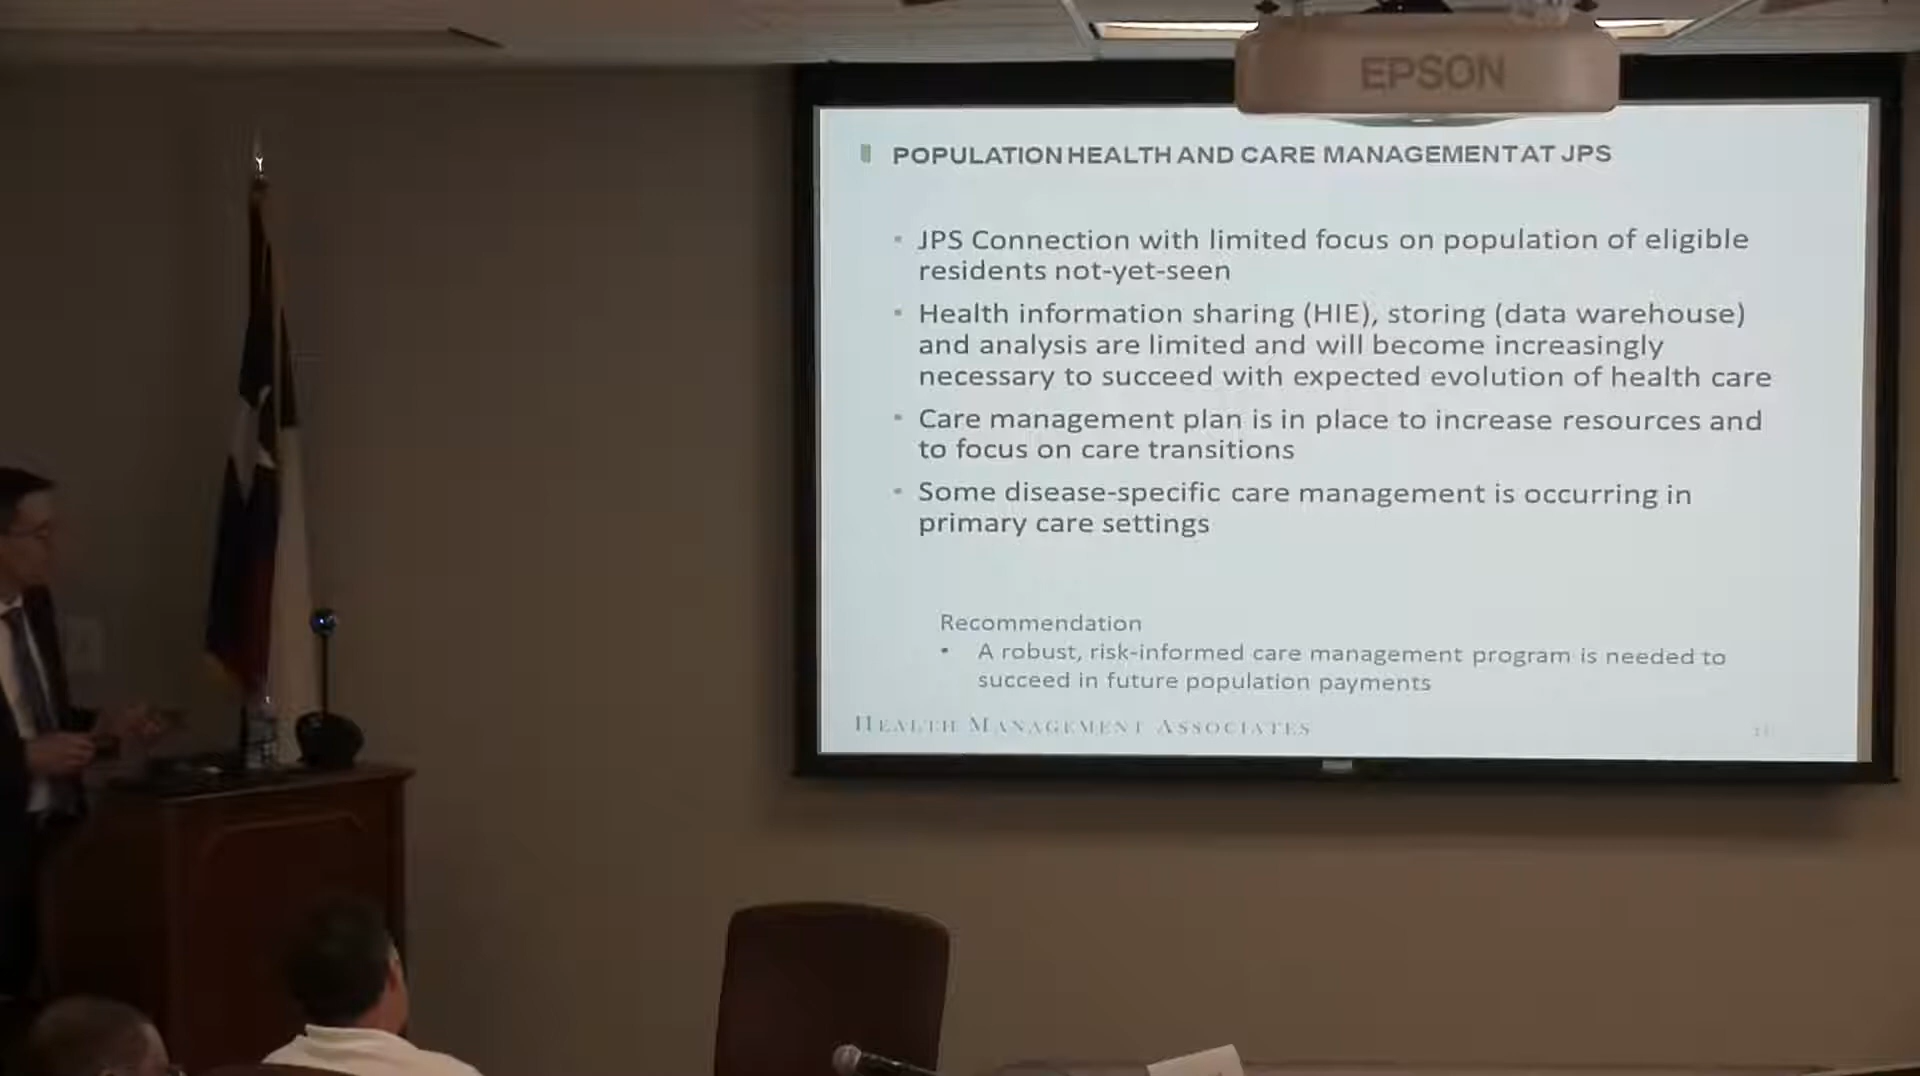 EPSON
POPULATION HEALTH AND CARE MANAGEMENT AT JPS
JPS Connection with limited focus on population of eligible
residents not-yet-seen
Health information sharing (HIE), storing (data warehouse)
and analysis are limited and will become increasingly
necessary to succeed with expected evolution of health care
Care management plan is in place to increase resources and
to focus on care transitions
Some disease-specific care management is occurring in
primary care settings
Recommendation
• A robust, risk-informed care management program is needed to
succeed in future population payments
HEALTH MANAGEMENT ASSOCIATES